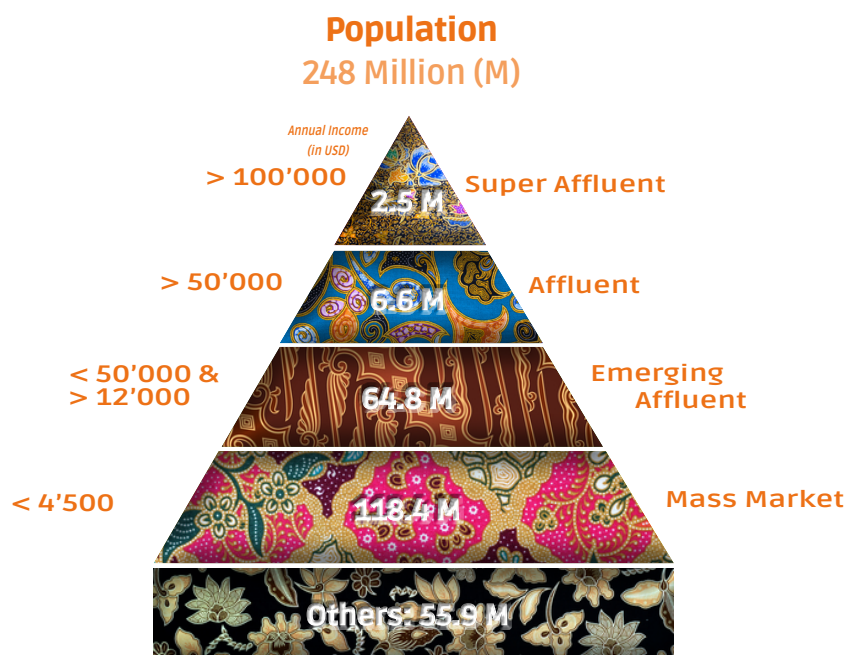 Population
248 Million (M)
Annual Income
(in USD)
> 100’000
Super Affluent
2.5 M
> 50’000
Affluent
6.6 M
< 50’000 &
> 12’000
Emerging
Affluent
64.8 M
< 4’500
Mass Market
118.4 M
Others: 55.9 M